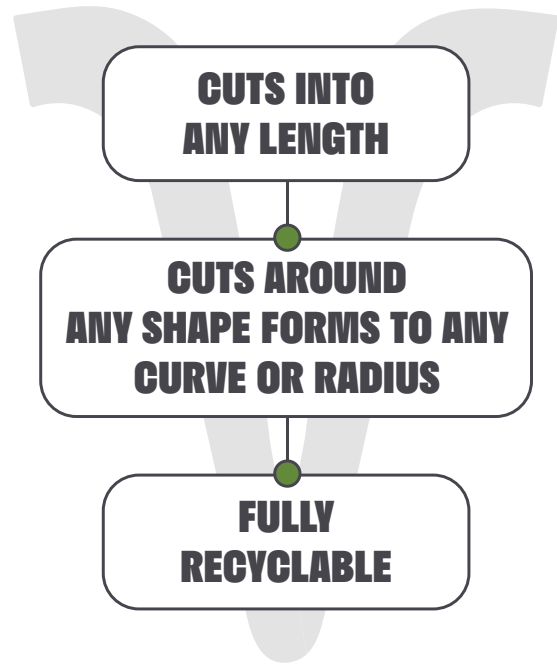 CUTS INTO
ANY LENGTH
CUTS AROUND
ANY SHAPE FORMS TO ANY
CURVE OR RADIUS
FULLY
RECYCLABLE